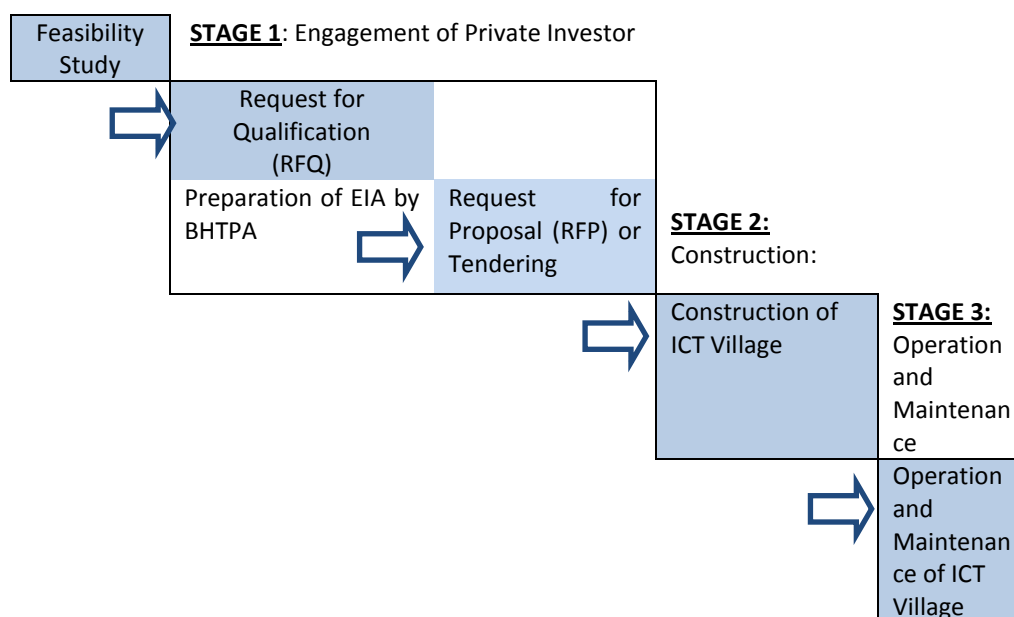 Feasibility
Study
STAGE 1: Engagement of Private Investor
Request for
Qualification
(RFQ)
Preparation of EIA by
BHTPA
Request for
Proposal (RFP) or
Tendering
STAGE 2:
Construction:
Construction of
ICT Village
STAGE 3:
Operation
and
Maintenan
ce
Operation
and
Maintenan
ce of ICT
Village